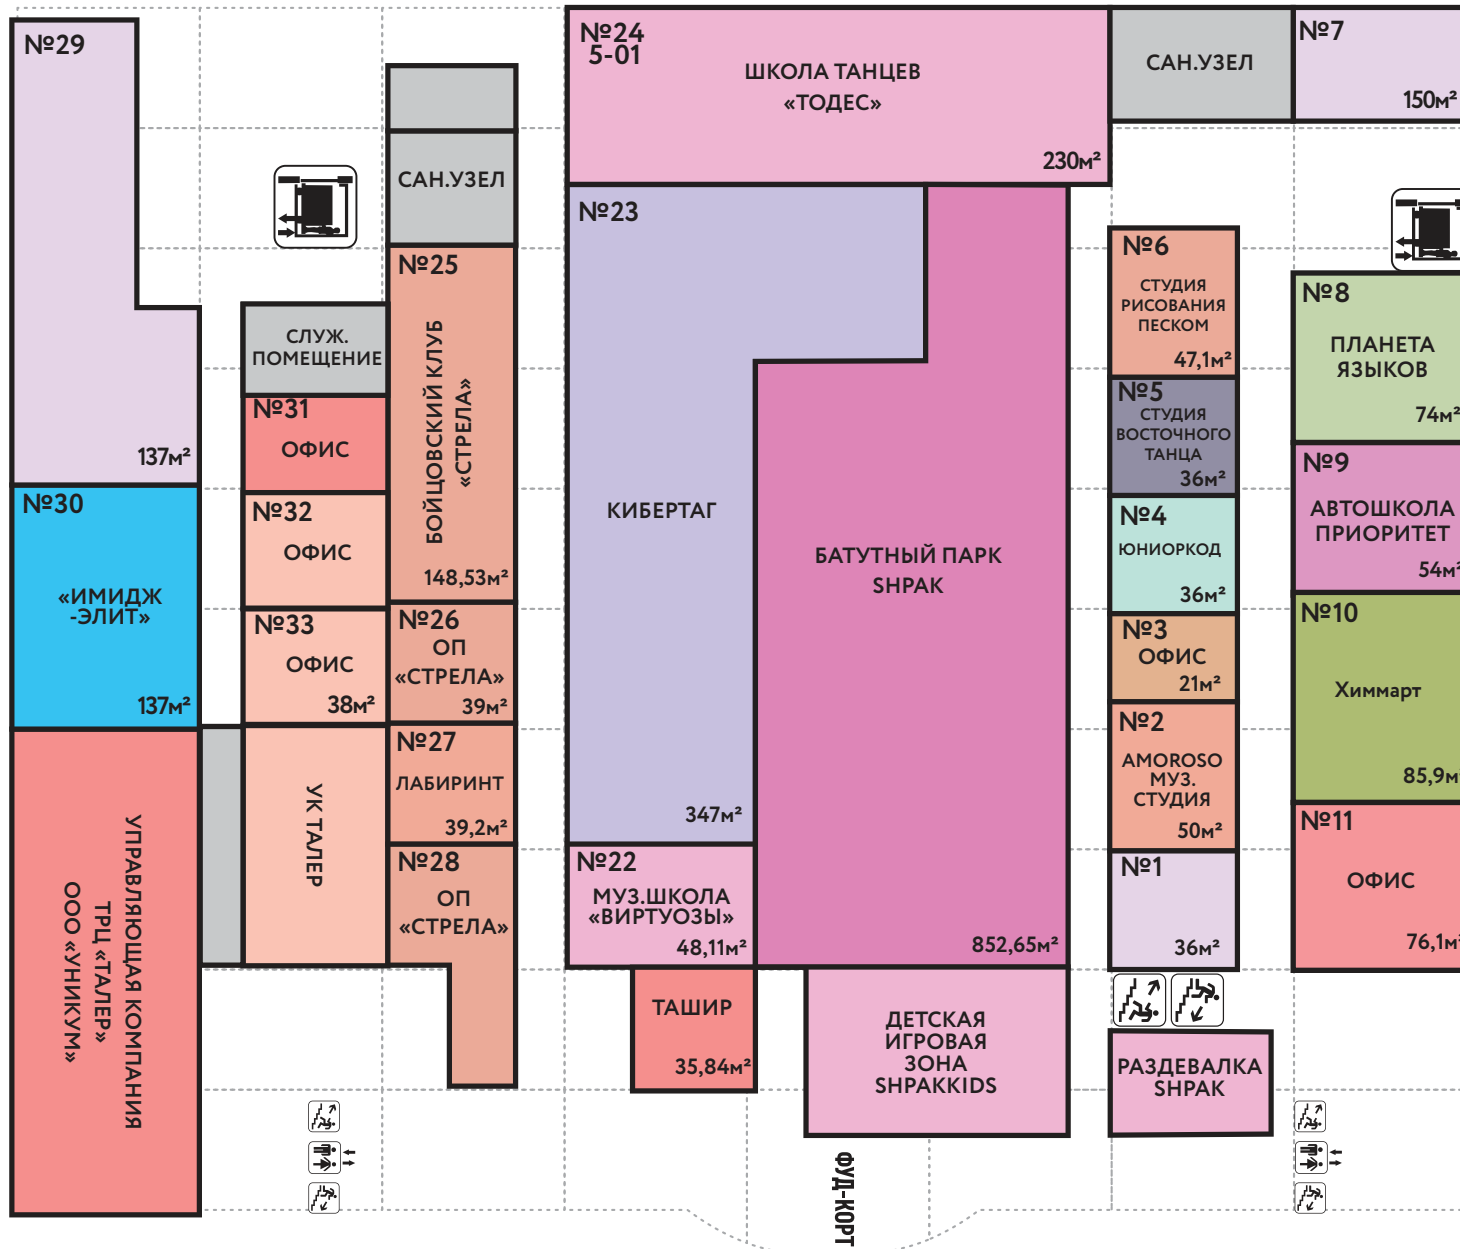 №29
137м²
№30
«ИМИДЖ
-ЭЛИТ»
137м²
УПРАВЛЯЮЩАЯ КОМПАНИЯ
ТРЦ «ТАЛЕР»
ООО «УНИКУМ»
СЛУЖ.
ПОМЕЩЕНИЕ
№31
ОФИС
№32
ОФИС
№33
ОФИС
38м²
УК ТАЛЕР
САН.УЗЕЛ
№25
БОЙЦОВСКИЙ КЛУБ
«СТРЕЛА»
148,53м²
№26
ОП
«СТРЕЛА»
39м²
№27
ЛАБИРИНТ
39,2м²
№28
ОП
«СТРЕЛА»
№24
5-01
ШКОЛА ТАНЦЕВ
«ТОДЕС»
230м²
№23
КИБЕРТАГ
347м²
БАТУТНЫЙ ПАРК
SHPAK
852,65м²
№22
МУЗ.ШКОЛА
«ВИРТУОЗЫ»
48,11м²
ТАШИР
35,84м²
ДЕТСКАЯ
ИГРОВАЯ
ЗОНА
SHPAKKIDS
ФУД-КОРТ
САН.УЗЕЛ
№6
СТУДИЯ
РИСОВАНИЯ
ПЕСКОМ
47,1м²
№5
СТУДИЯ
ВОСТОЧНОГО
ТАНЦА
36м²
№4
ЮНИОРКОД
36м²
№3
ОФИС
21м²
№2
AMOROSO
МУЗ.
СТУДИЯ
50м²
№1
36м²
РАЗДЕВАЛКА
SHPAK
№7
150м²
№8
ПЛАНЕТА
ЯЗЫКОВ
74м²
№9
АВТОШКОЛА
ПРИОРИТЕТ
54м²
№10
Химмарт
85,9м²
№11
ОФИС
76,1м²